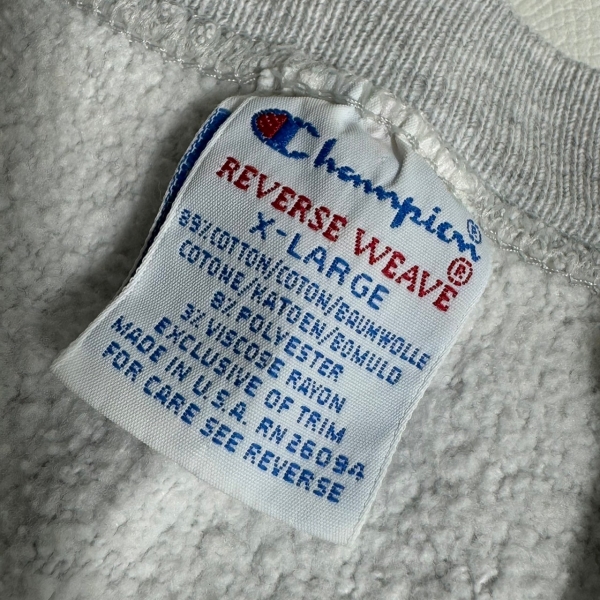 Champion®
REVERSE WEAVE®
X-LARGE
89%COTTON/COTON/BAUMWOLLE
COTONE/KATOEN/BOMULD
8%POLYESTER
3% VISCOSE RAYON
EXCLUSIVE OF TRIM
MADE IN U.S.A. RN 26094
FOR CARE SEE REVERSE